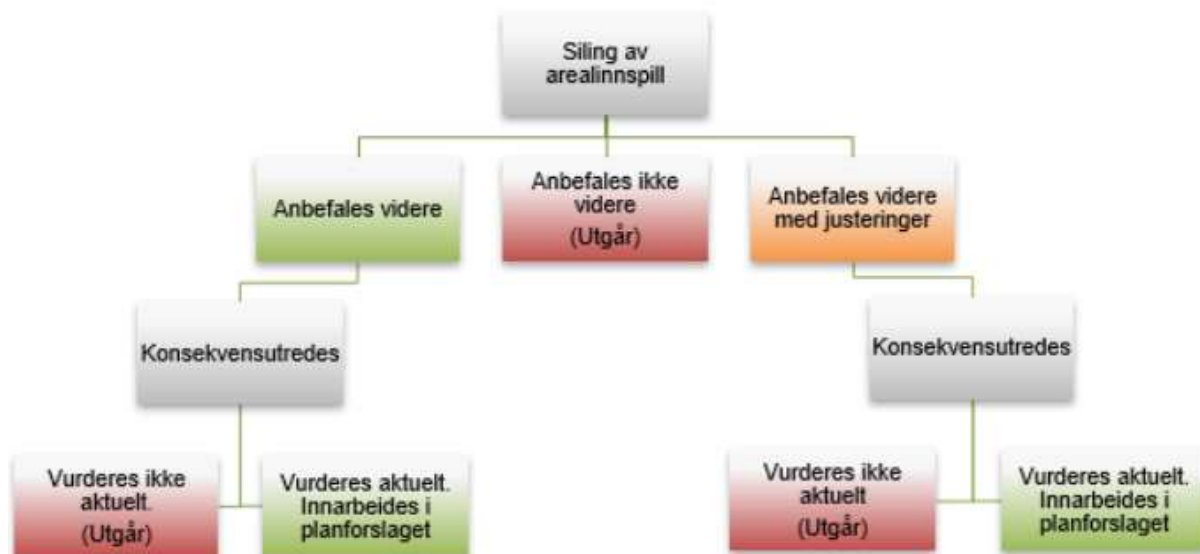 Siling av
arealinnspill
Anbefales videre
Anbefales ikke
videre
(Utgår)
Anbefales videre
med justeringer
Konsekvensutredes
Konsekvensutredes
Vurderes ikke
aktuelt.
(Utgår)
Vurderes aktuelt.
Innarbeides i
planforslaget
Vurderes ikke
aktuelt
(Utgår)
Vurderes aktuelt.
Innarbeides i
planforslaget